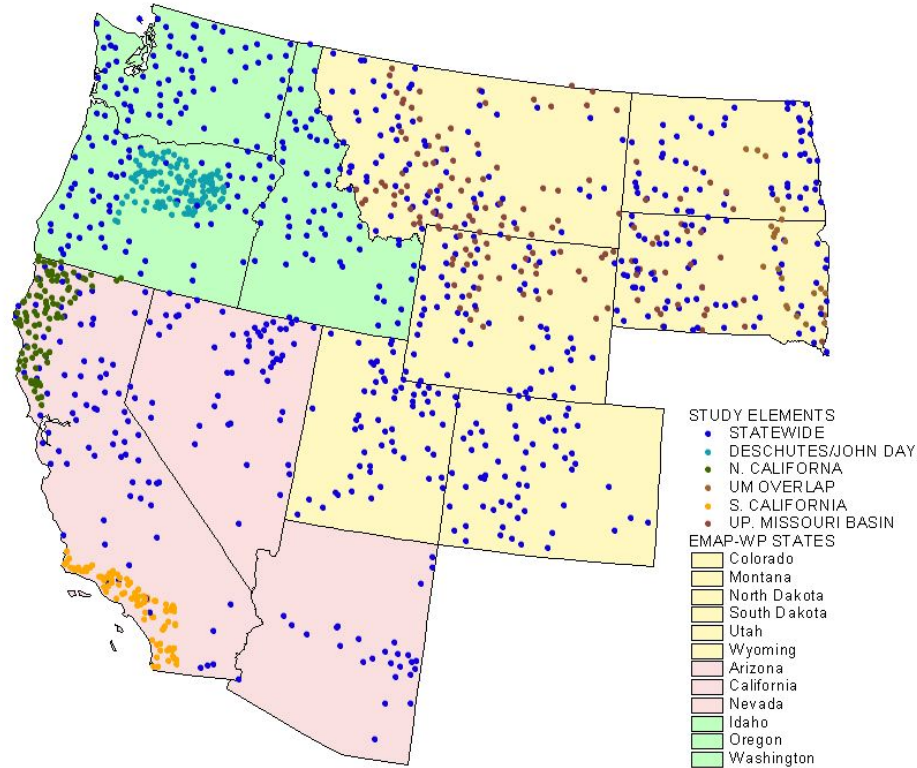 STUDY ELEMENTS
STATEWIDE
DESCHUTES/JOHN DAY
N. CALIFORNA
UM OVERLAP
S. CALIFORNIA
UP. MISSOURI BASIN
EMAP-WP STATES
Colorado
Montana
North Dakota
South Dakota
Utah
Wyoming
Arizona
California
Nevada
Idaho
Oregon
Washington